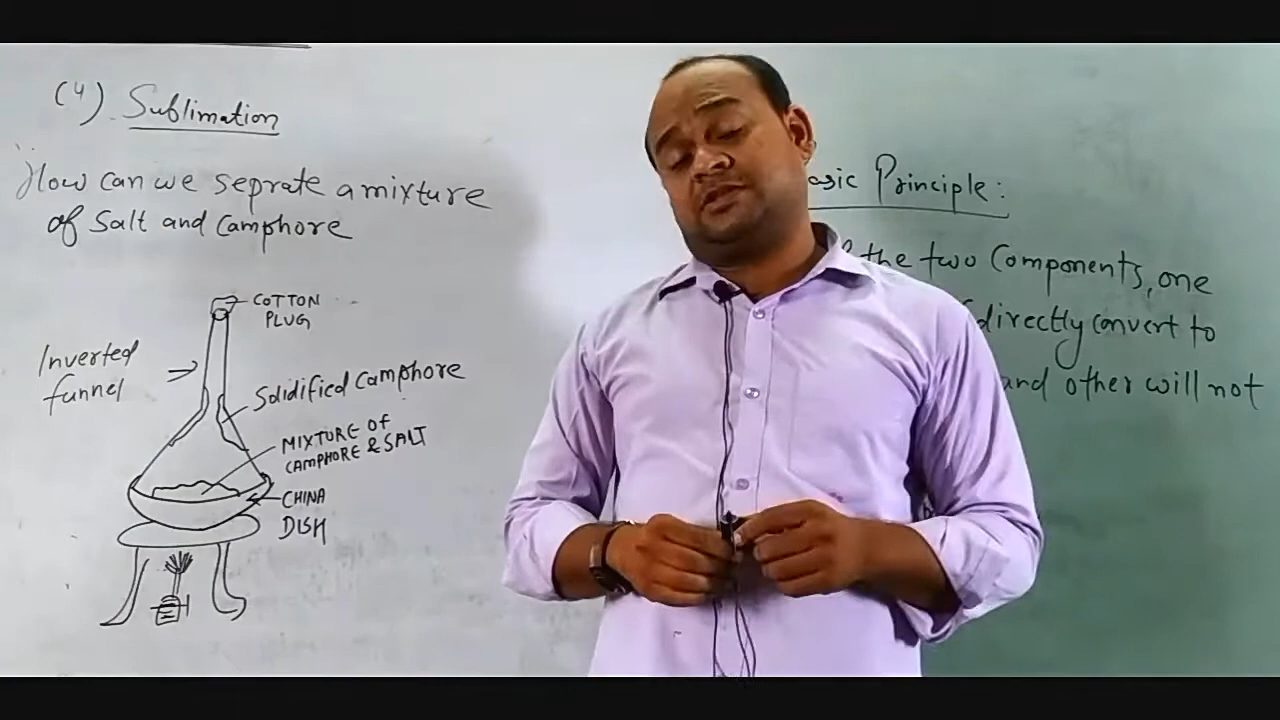 (4). Sublimation
How can we seprate a mixture
of Salt and Camphore
COTTON
PLUG
Inverted
funnel
Solidified Camphore
MIXTURE OF
CAMPHORE & SALT
CHINA
DISH
Principle:
the two Components, one
directly convert to
and other will not